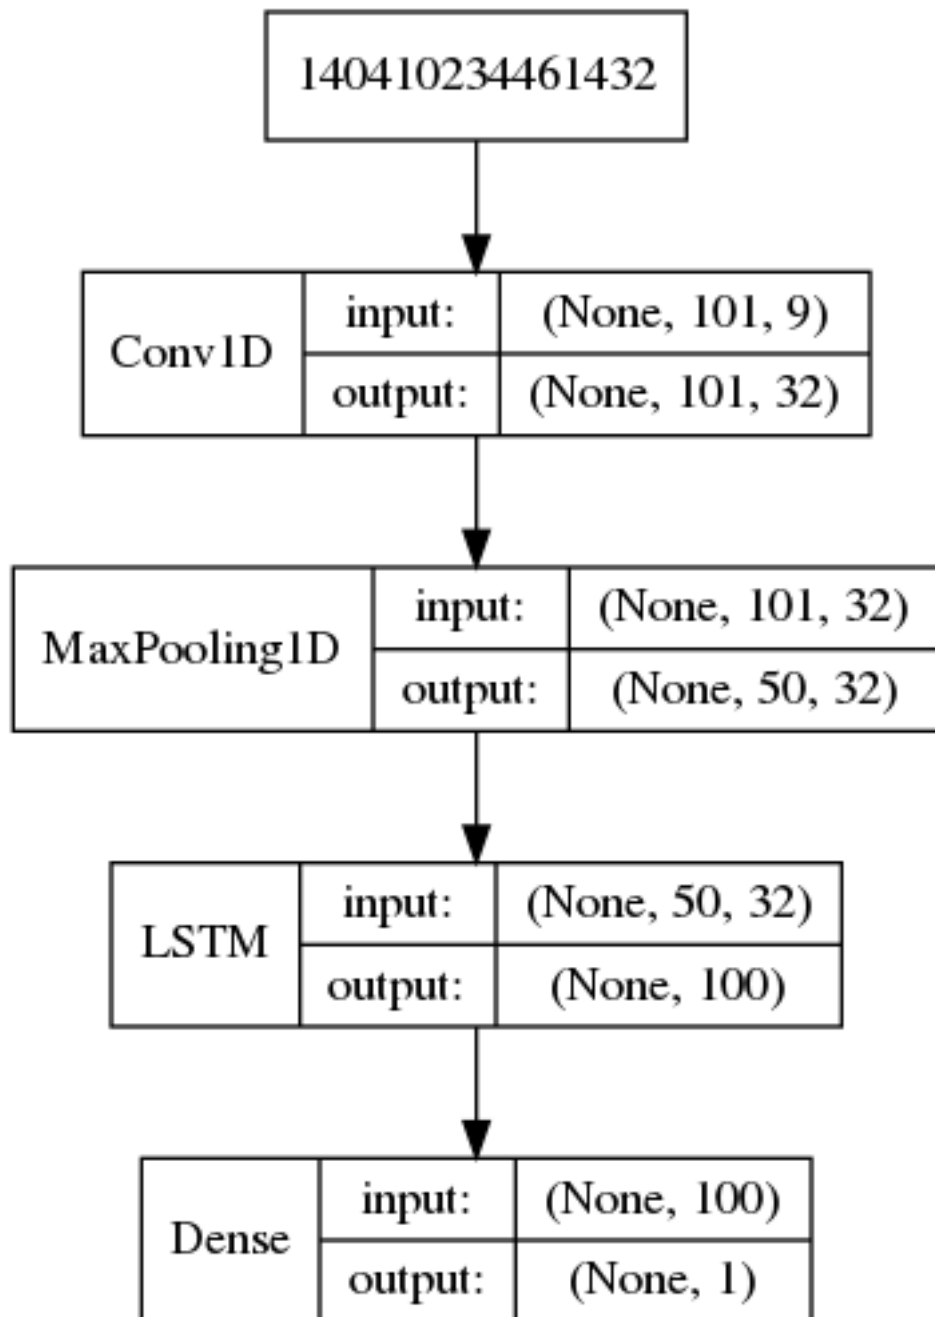 140410234461432
Conv1D
input:
(None, 101, 9)
output:
(None, 101, 32)
MaxPooling1D
input:
(None, 101, 32)
output:
(None, 50, 32)
LSTM
input:
(None, 50, 32)
output:
(None, 100)
Dense
input:
(None, 100)
output:
(None, 1)